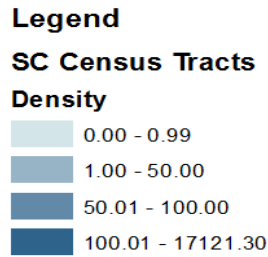 Legend
SC Census Tracts
Density
0.00 - 0.99
1.00 - 50.00
50.01 - 100.00
100.01 - 17121.30